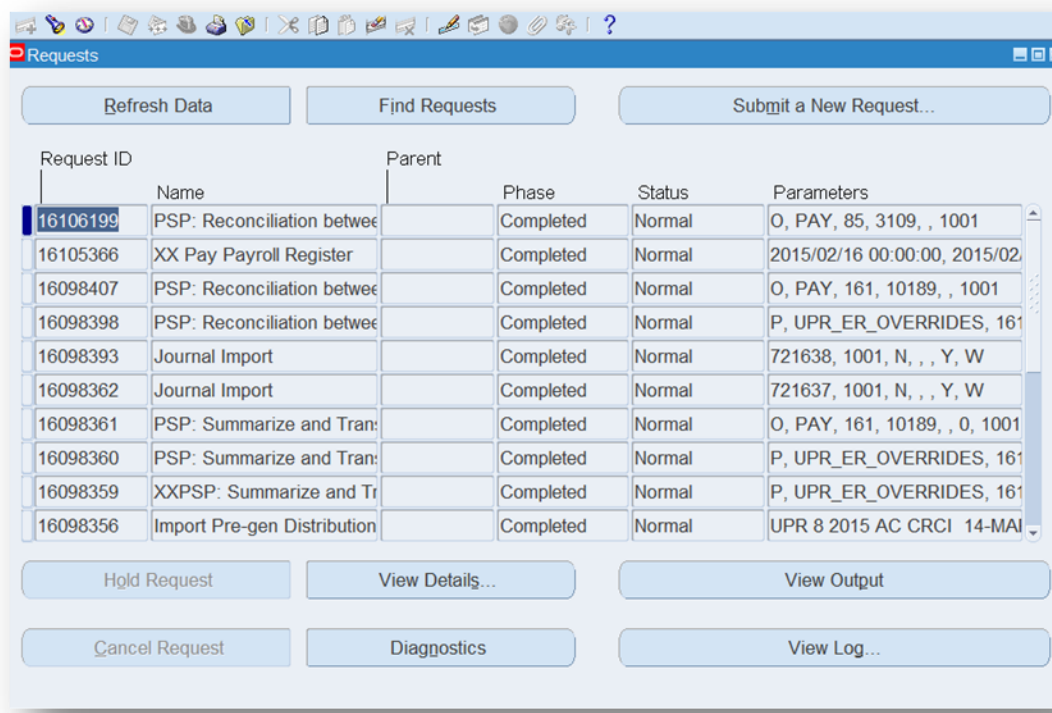 Requests
Refresh Data Find Requests Submit a New Request...
Request ID Parent
Name Phase Status Parameters
16106199 PSP: Reconciliation betwee Completed Normal O, PAY, 85, 3109, , 1001
16105366 XX Pay Payroll Register Completed Normal 2015/02/16 00:00:00, 2015/02/
16098407 PSP: Reconciliation betwee Completed Normal O, PAY, 161, 10189, , 1001
16098398 PSP: Reconciliation betwee Completed Normal P, UPR_ER_OVERRIDES, 161
16098393 Journal Import Completed Normal 721638, 1001, N, , , Y, W
16098362 Journal Import Completed Normal 721637, 1001, N, , , Y, W
16098361 PSP: Summarize and Trans Completed Normal O, PAY, 161, 10189, , 0, 1001
16098360 PSP: Summarize and Trans Completed Normal P, UPR_ER_OVERRIDES, 161
16098359 XXPSP: Summarize and Tr Completed Normal P, UPR_ER_OVERRIDES, 161
16098356 Import Pre-gen Distribution Completed Normal UPR 8 2015 AC CRCI 14-MAR
Hold Request View Details... View Output
Cancel Request Diagnostics View Log...